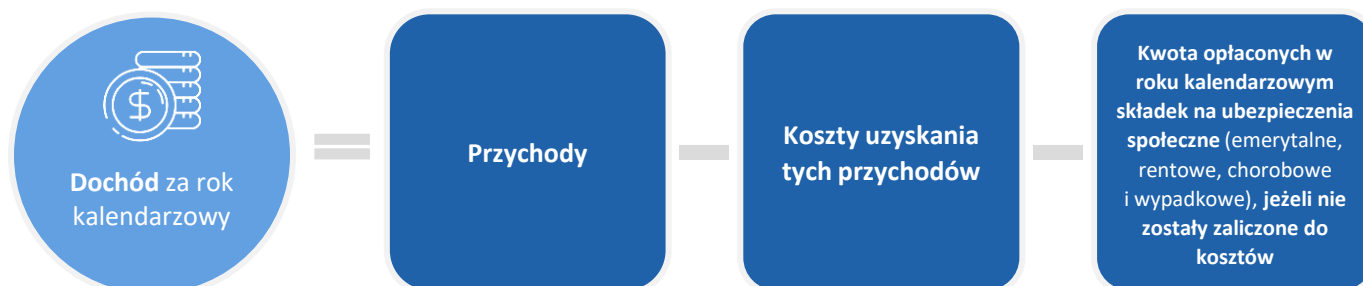 $
Dochód za rok
kalendarzowy
Przychody
Koszty uzyskania
tych przychodów
Kwota opłaconych w
roku kalendarzowym
składek na ubezpieczenia
społeczne (emerytalne,
rentowe, chorobowe
i wypadkowe), jeżeli nie
zostały zaliczone do
kosztów